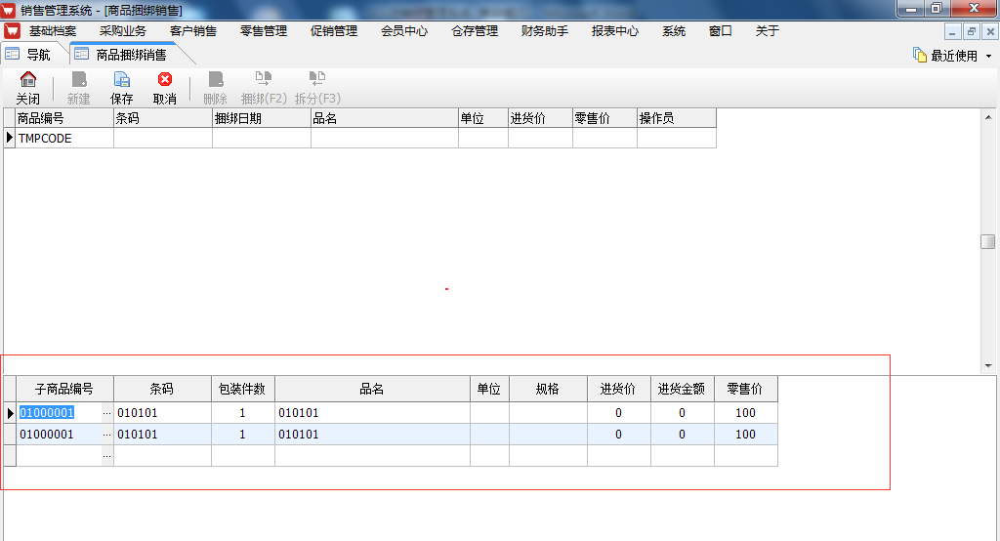 销售管理系统 - [商品捆绑销售]
基础档案 采购业务 客户销售 零售管理 促销管理 会员中心 仓存管理 财务助手 报表中心 系统 窗口 关于
导航 商品捆绑销售 最近使用
关闭 新建 保存 取消 删除 捆绑(F2) 拆分(F3)
商品编号 条码 捆绑日期 品名 单位 进货价 零售价 操作员
TMPCODE
子商品编号 条码 包装件数 品名 单位 规格 进货价 进货金额 零售价
01000001 ... 010101 1 010101 0 0 100
01000001 ... 010101 1 010101 0 0 100
...